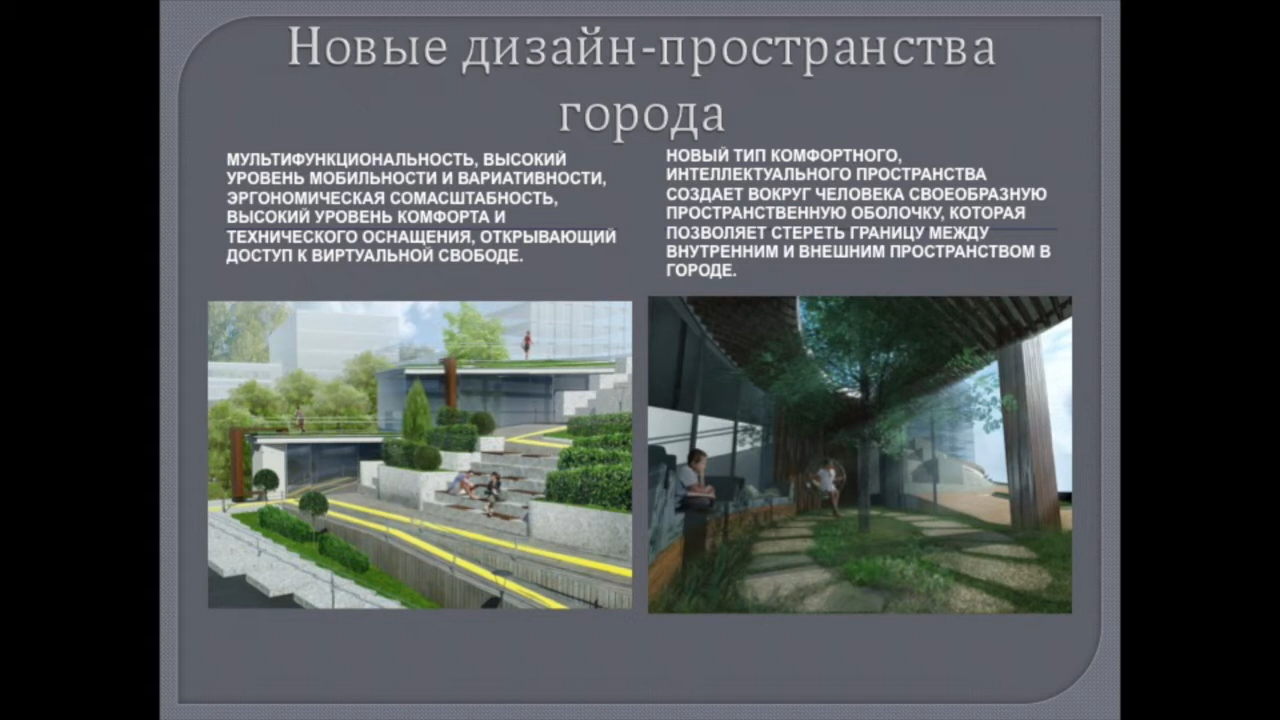 Новые дизайн-пространства
города
МУЛЬТИФУНКЦИОНАЛЬНОСТЬ, ВЫСОКИЙ
УРОВЕНЬ МОБИЛЬНОСТИ И ВАРИАТИВНОСТИ,
ЭРГОНОМИЧЕСКАЯ СОМАСШТАБНОСТЬ,
ВЫСОКИЙ УРОВЕНЬ КОМФОРТА И
ТЕХНИЧЕСКОГО ОСНАЩЕНИЯ, ОТКРЫВАЮЩИЙ
ДОСТУП К ВИРТУАЛЬНОЙ СВОБОДЕ.
НОВЫЙ ТИП КОМФОРТНОГО,
ИНТЕЛЛЕКТУАЛЬНОГО ПРОСТРАНСТВА
СОЗДАЕТ ВОКРУГ ЧЕЛОВЕКА СВОЕОБРАЗНУЮ
ПРОСТРАНСТВЕННУЮ ОБОЛОЧКУ, КОТОРАЯ
ПОЗВОЛЯЕТ СТЕРЕТЬ ГРАНИЦУ МЕЖДУ
ВНУТРЕННИМ И ВНЕШНИМ ПРОСТРАНСТВОМ В
ГОРОДЕ.